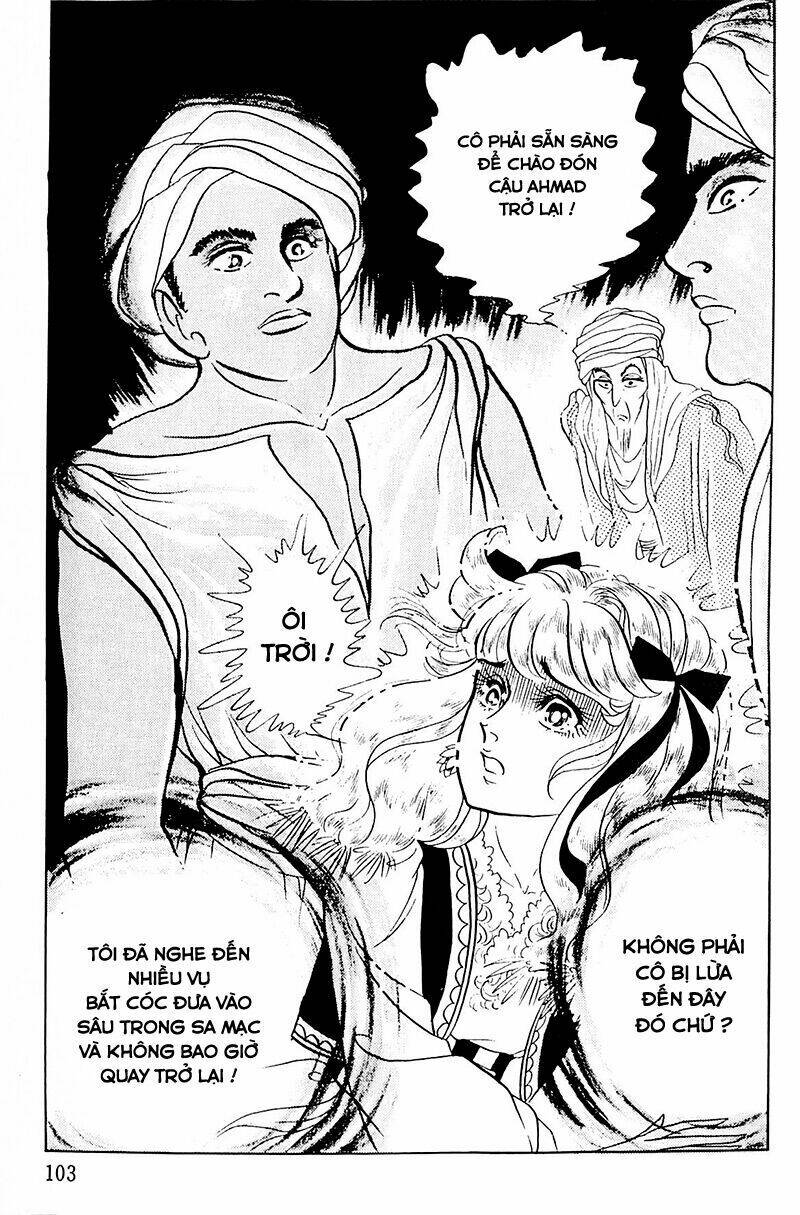 CÔ PHẢI SẴN SÀNG
ĐỂ CHÀO ĐÓN
CẬU AHMAD
TRỞ LẠI !
ÔI
TRỜI !
KHÔNG PHẢI
CÔ BỊ LỪA
ĐẾN ĐÂY
ĐÓ CHỨ ?
TÔI ĐÃ NGHE ĐẾN
NHIỀU VỤ
BẮT CÓC ĐƯA VÀO
SÂU TRONG SA MẠC
VÀ KHÔNG BAO GIỜ
QUAY TRỞ LẠI !
103